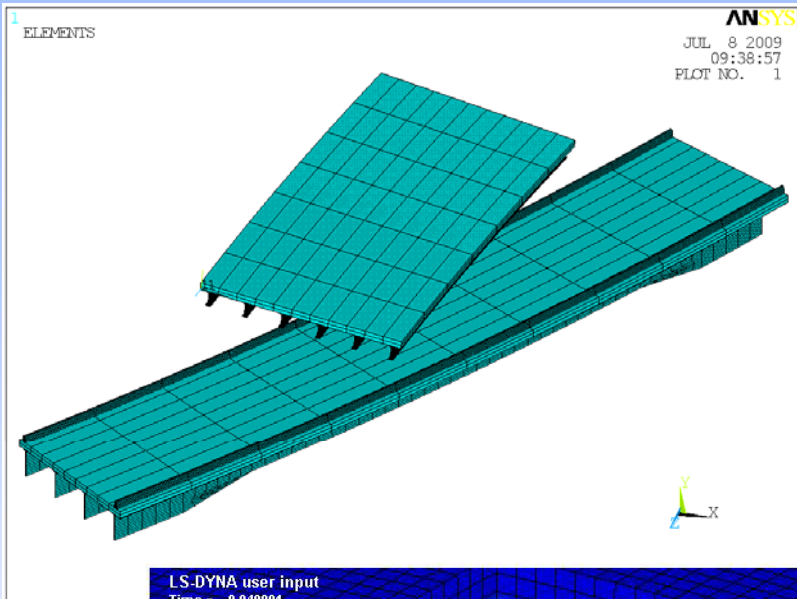 1
ELEMENTS
ANSYS
JUL 8 2009
09:38:57
PLOT NO. 1
Y
X
Z
LS-DYNA user input